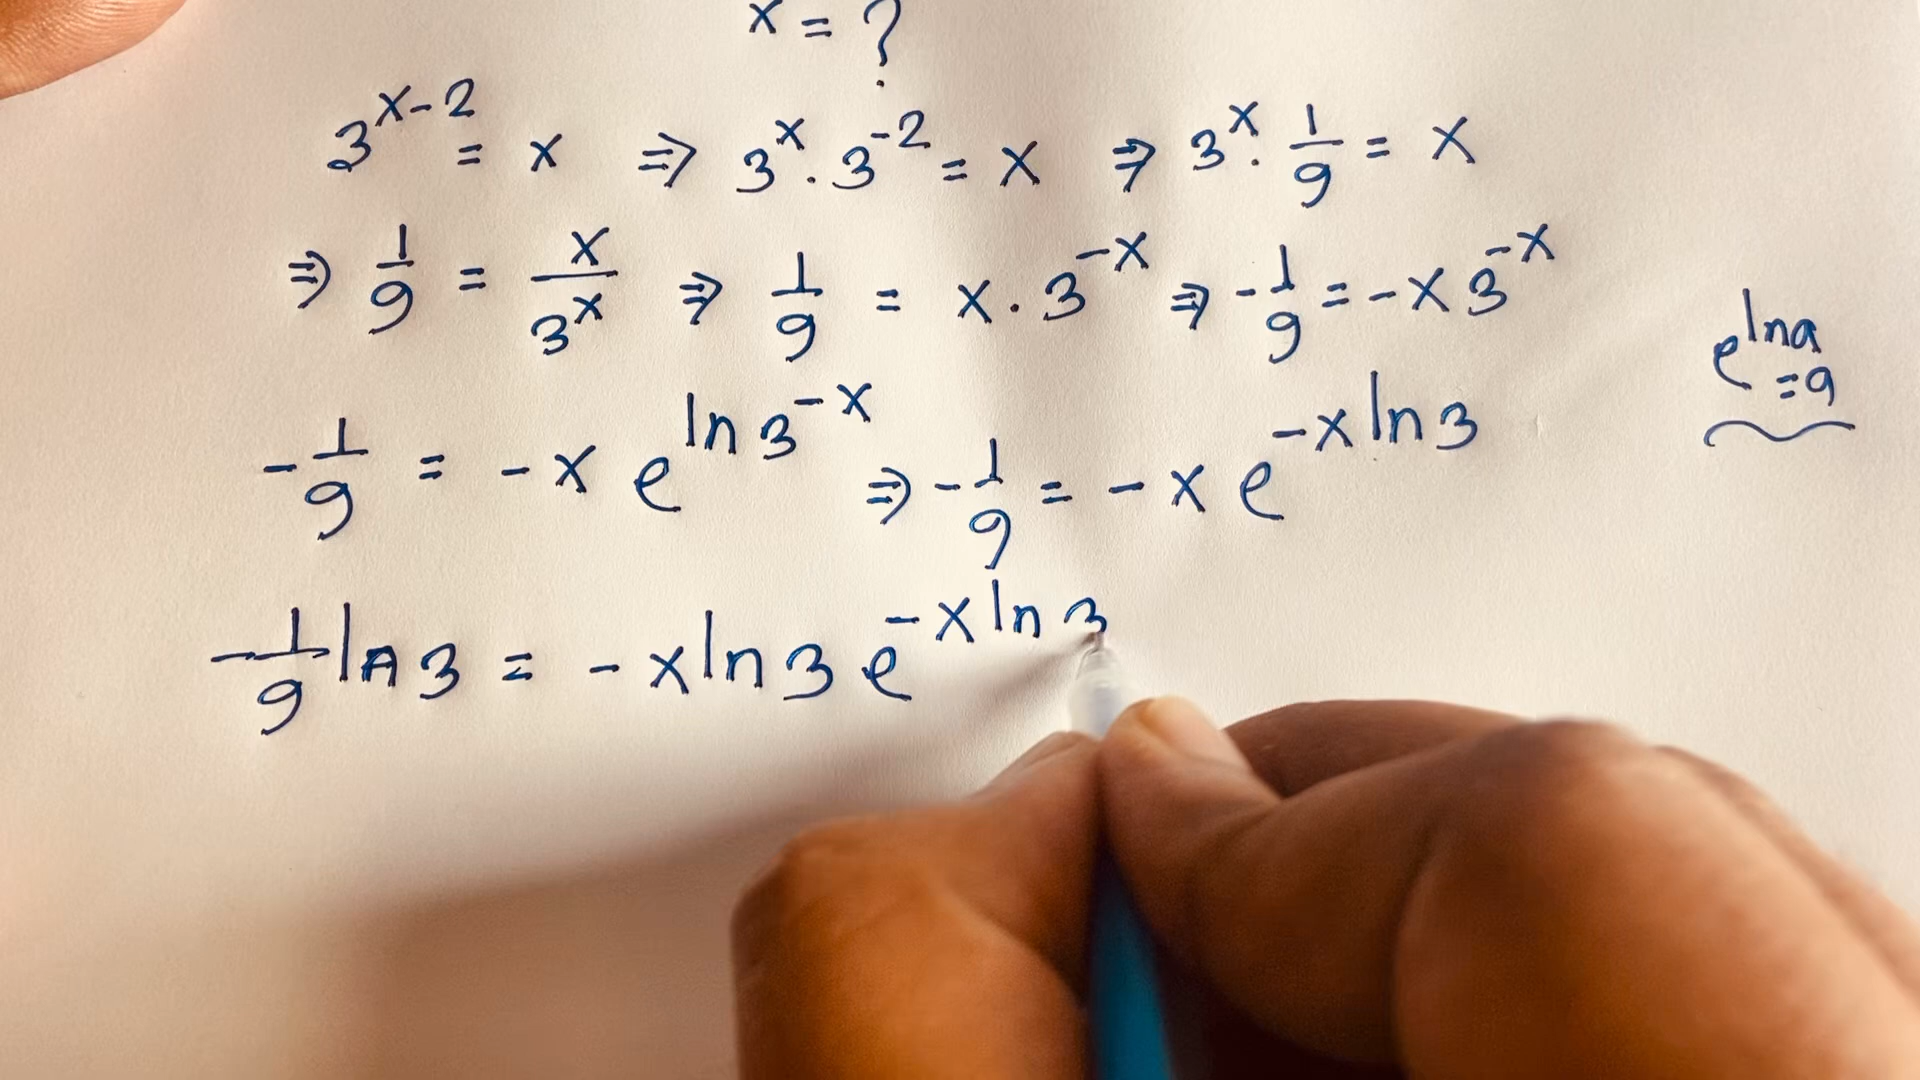 x = ?
3^{x-2} = x ⇒ 3^x . 3^{-2} = x ⇒ 3^x . 1/9 = x
⇒ 1/9 = x/3^x ⇒ 1/9 = x . 3^{-x} ⇒ -1/9 = -x 3^{-x}
e^{ln a} = a
-1/9 = -x e^{ln 3^{-x}} ⇒ -1/9 = -x e^{-x ln 3}
-1/9 ln 3 = -x ln 3 e^{-x ln 3}